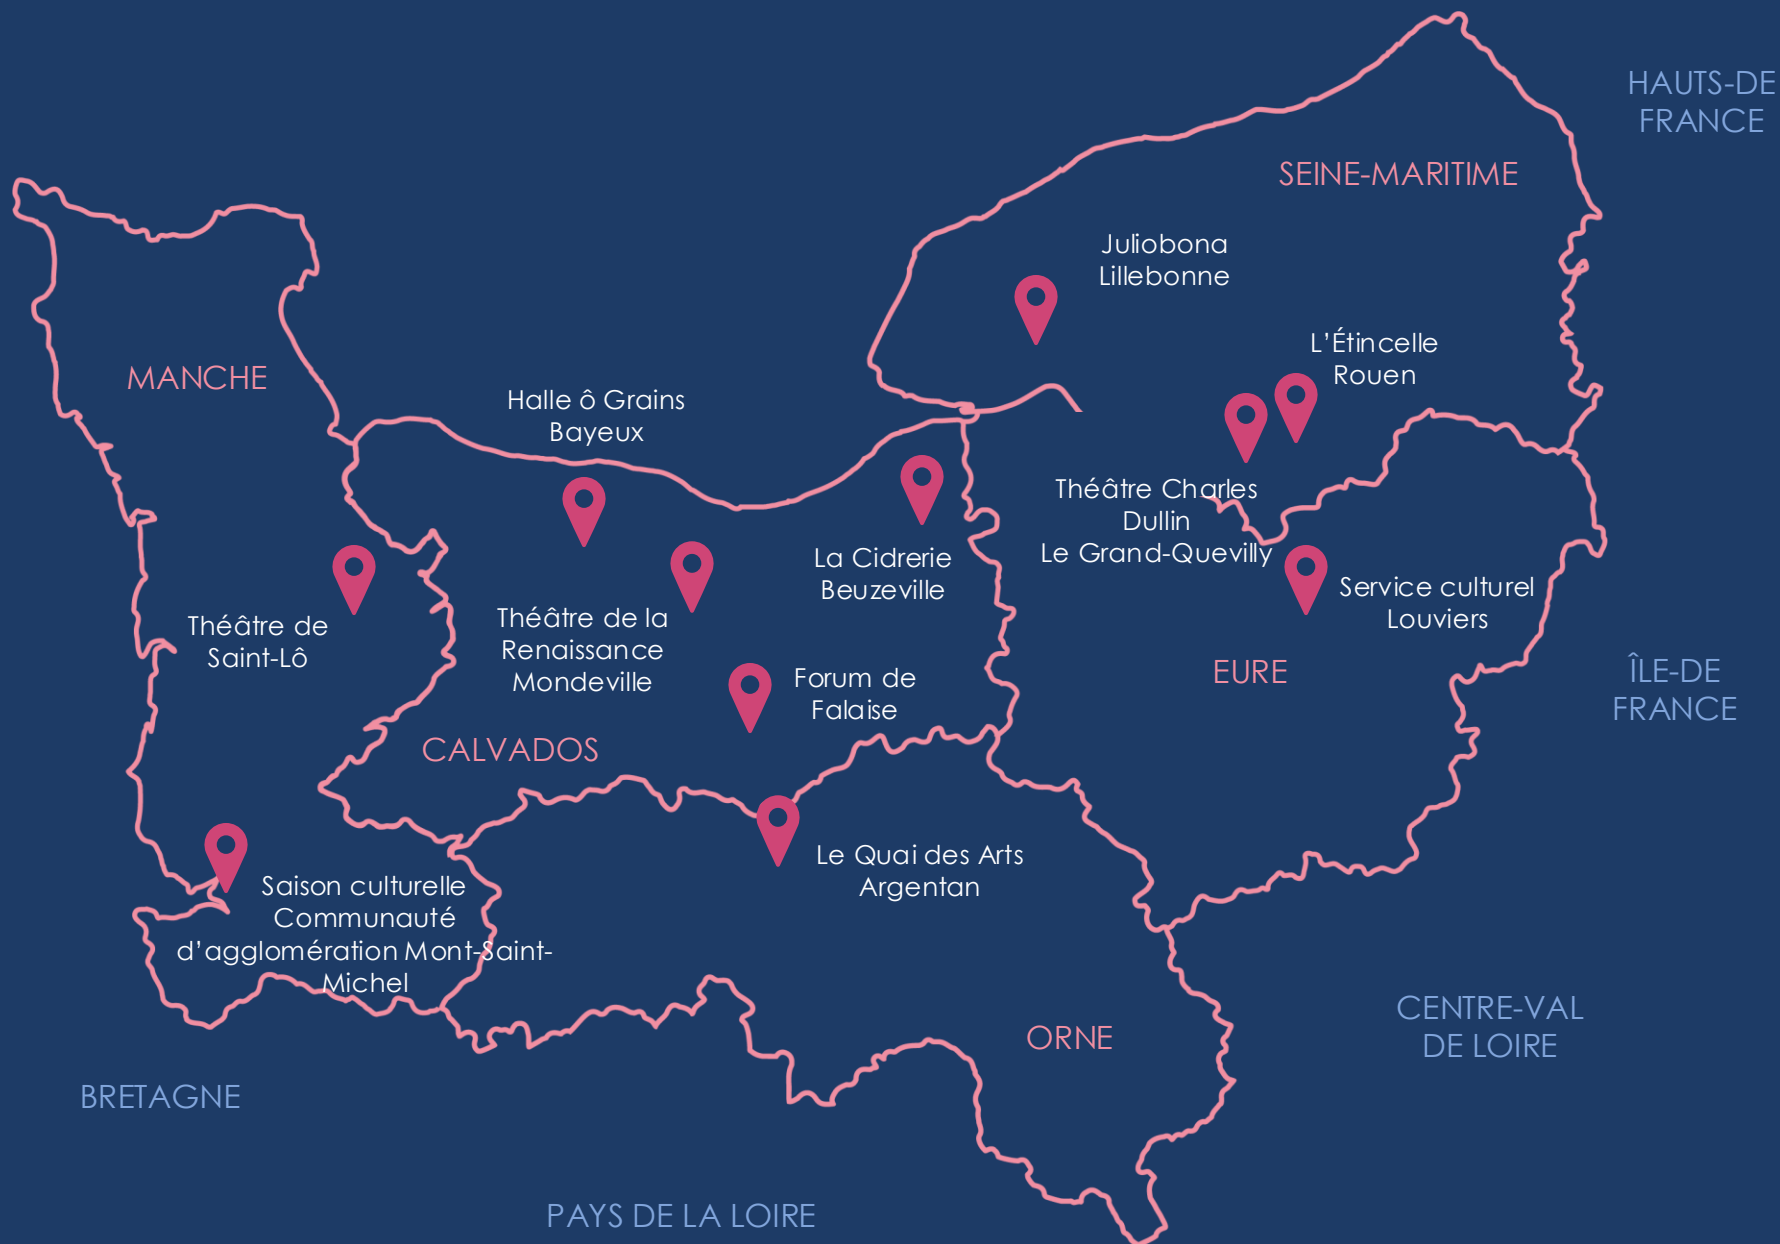 HAUTS-DE
FRANCE
SEINE-MARITIME
Juliobona
Lillebonne
L'Étincelle
Rouen
MANCHE
Halle ô Grains
Bayeux
Théâtre Charles
Dullin
Le Grand-Quevilly
La Cidrerie
Beuzeville
Service culturel
Louviers
Théâtre de
Saint-Lô
Théâtre de la
Renaissance
Mondeville
Forum de
Falaise
EURE
ÎLE-DE
FRANCE
CALVADOS
Le Quai des Arts
Argentan
Saison culturelle
Communauté
d'agglomération Mont-Saint-
Michel
CENTRE-VAL
DE LOIRE
ORNE
BRETAGNE
PAYS DE LA LOIRE